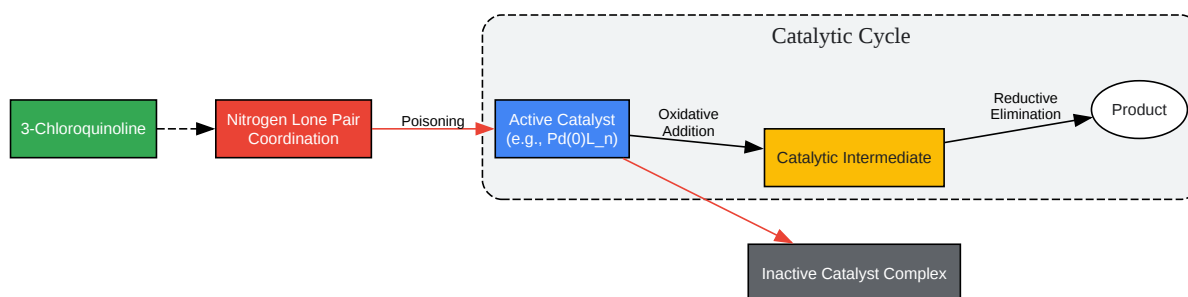 Catalytic Cycle
3-Chloroquinoline
Nitrogen Lone Pair
Coordination
Poisoning
Active Catalyst
(e.g., Pd(0)L_n)
Oxidative
Addition
Catalytic Intermediate
Reductive
Elimination
Product
Inactive Catalyst Complex